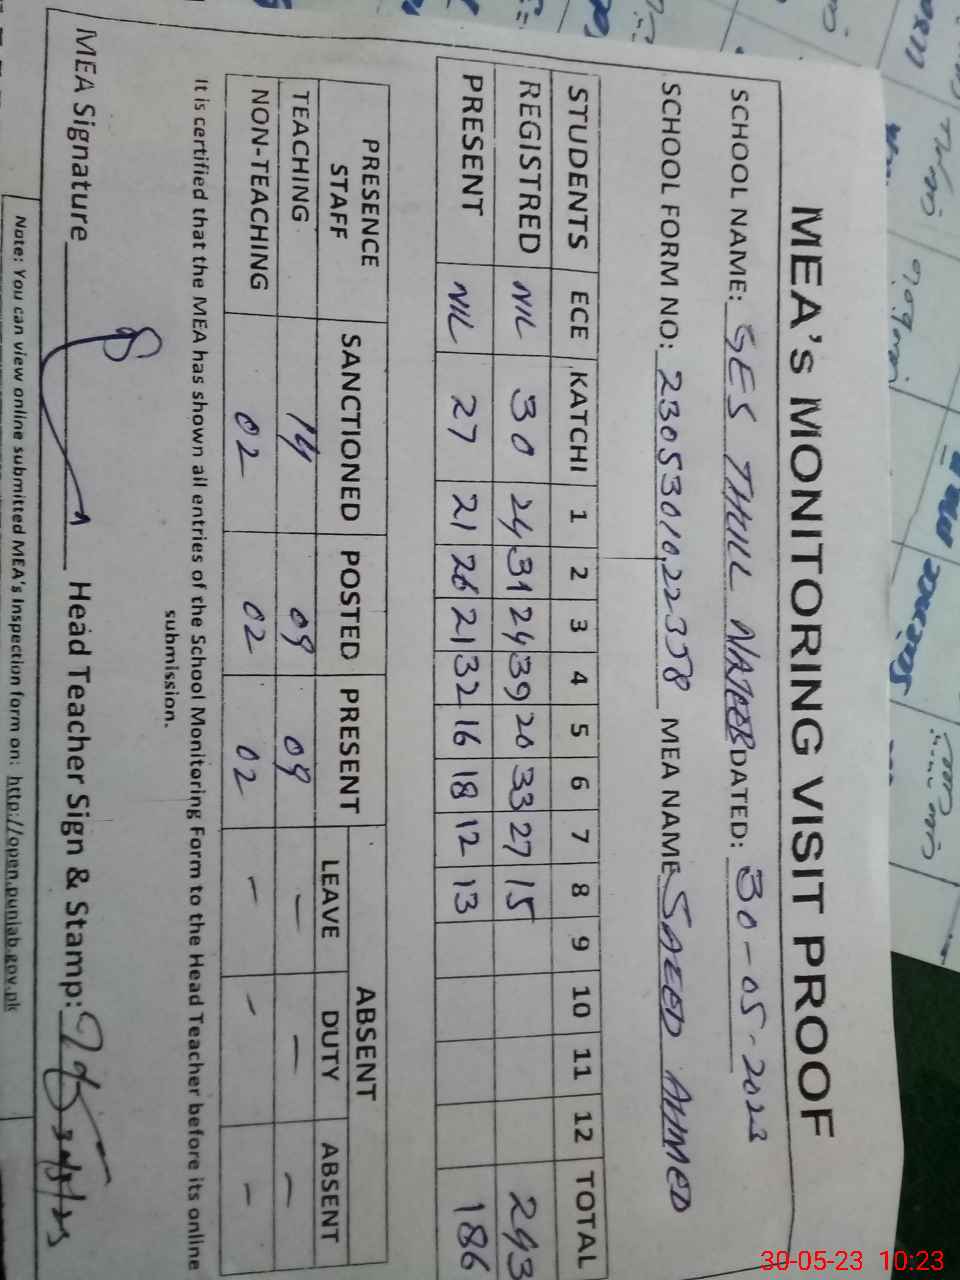 MEA's MONITORING VISIT PROOF
SCHOOL NAME: GES THULL NAJEEB DATED: 30-05-2023
SCHOOL FORM NO: 23053010,22358 MEA NAME SAEED AHMED
STUDENTS ECE KATCHI 1 2 3 4 5 6 7 8 9 10 11 12 TOTAL
REGISTRED NIL 30 24 31 24 39 20 33 27 15 293
PRESENT NIL 27 21 26 21 32 16 18 12 13 186
PRESENCE STAFF SANCTIONED POSTED PRESENT ABSENT
LEAVE DUTY ABSENT
TEACHING 14 09 09 – – –
NON-TEACHING 02 02 02 – – –
It is certified that the MEA has shown all entries of the School Monitoring Form to the Head Teacher before its online
submission.
MEA Signature Head Teacher Sign & Stamp:
Note: You can view online submitted MEA's Inspection form on: http://open.punjab.gov.pk
30-05-23 10:23